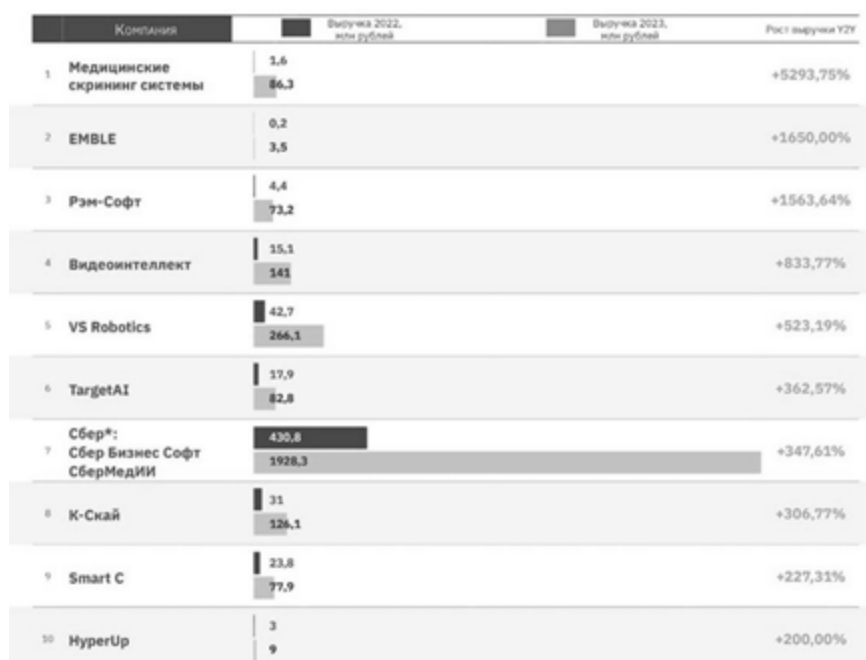 Компания
Выручка 2022,
млн рублей
Выручка 2023,
млн рублей
Рост выручки Y2Y
1
Медицинские
скрининг системы
1,6
86,3
+5293,75%
2
EMBLE
0,2
3,5
+1650,00%
3
Рэм-Софт
4,4
73,2
+1563,64%
4
Видеоинтеллект
15,1
141
+833,77%
5
VS Robotics
42,7
266,1
+523,19%
6
TargetAI
17,9
82,8
+362,57%
7
Сбер*:
Сбер Бизнес Софт
СберМедИИ
430,8
1928,3
+347,61%
8
К-Скай
31
126,1
+306,77%
9
Smart C
23,8
77,9
+227,31%
10
HyperUp
3
9
+200,00%